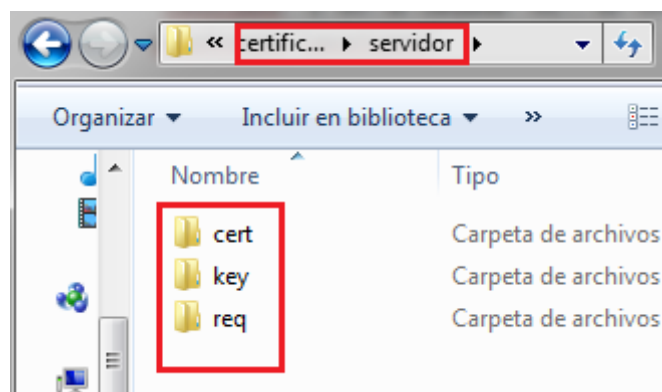 « certific... ▸ servidor ▸
Organizar ▾ Incluir en biblioteca ▾ »
Nombre Tipo
cert Carpeta de archivos
key Carpeta de archivos
req Carpeta de archivos